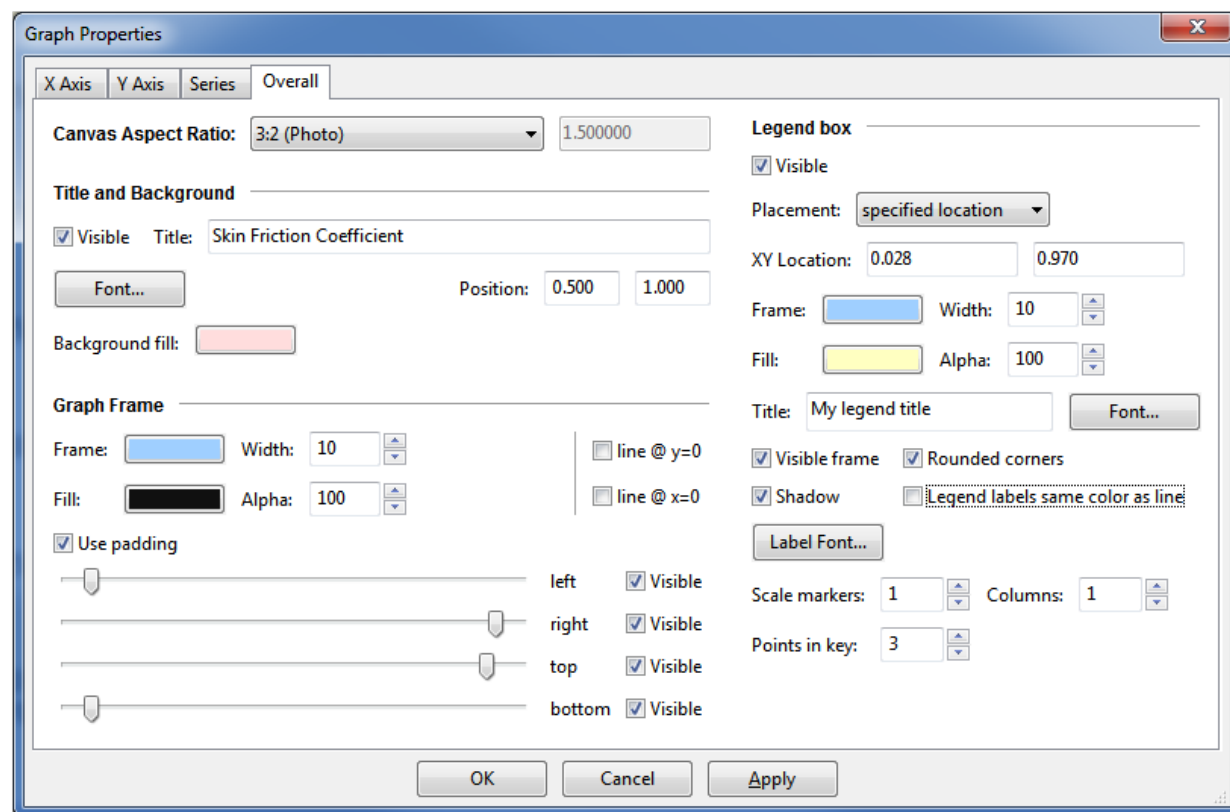 Graph Properties
X Axis Y Axis Series Overall
Canvas Aspect Ratio: 3:2 (Photo) 1.500000
Title and Background
Visible Title: Skin Friction Coefficient
Font... Position: 0.500 1.000
Background fill:
Graph Frame
Frame: Width: 10 line @ y=0
Fill: Alpha: 100 line @ x=0
Use padding
left Visible
right Visible
top Visible
bottom Visible
Legend box
Visible
Placement: specified location
XY Location: 0.028 0.970
Frame: Width: 10
Fill: Alpha: 100
Title: My legend title Font...
Visible frame Rounded corners
Shadow Legend labels same color as line
Label Font...
Scale markers: 1 Columns: 1
Points in key: 3
OK Cancel Apply